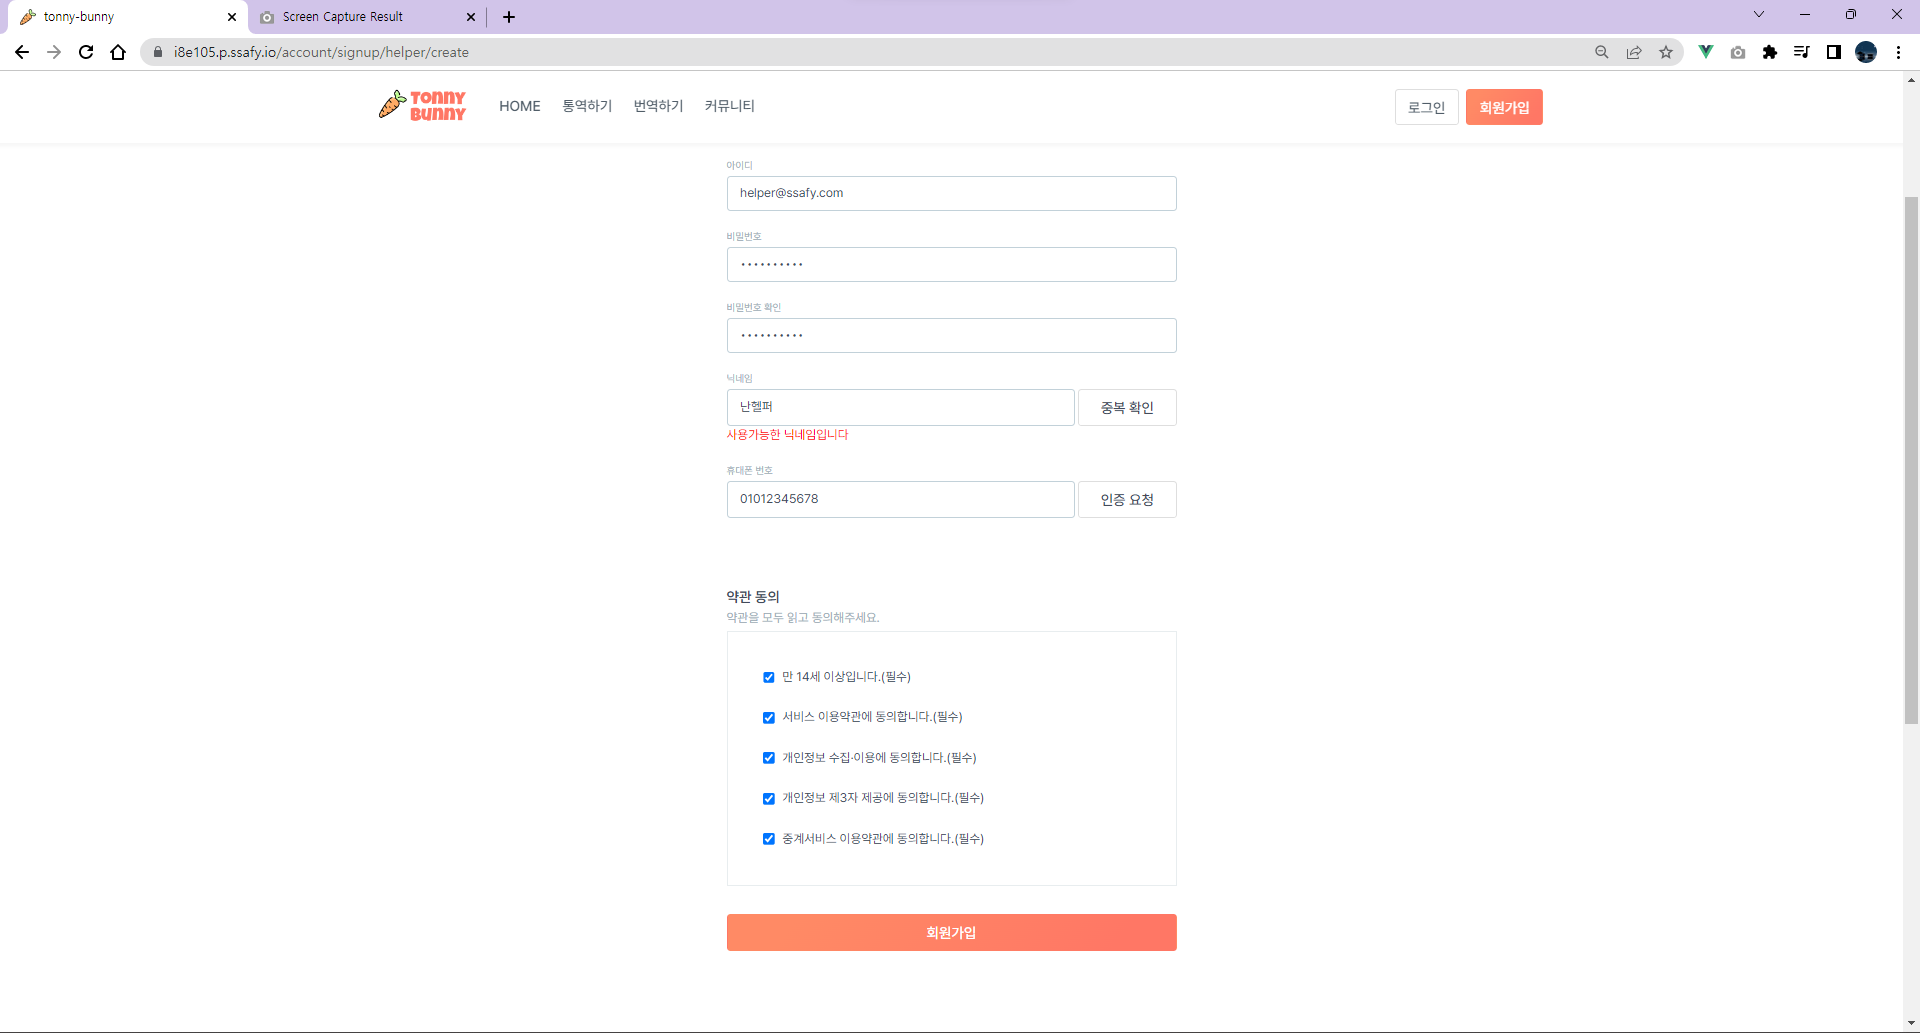 tonny-bunny
Screen Capture Result
i8e105.p.ssafy.io/account/signup/helper/create
TONNY
BUNNY
HOME
통역하기
번역하기
커뮤니티
로그인
회원가입
아이디
helper@ssafy.com
비밀번호
••••••••••
비밀번호 확인
••••••••••
닉네임
난헬퍼
중복 확인
사용가능한 닉네임입니다
휴대폰 번호
01012345678
인증 요청
약관 동의
약관을 모두 읽고 동의해주세요.
만 14세 이상입니다.(필수)
서비스 이용약관에 동의합니다.(필수)
개인정보 수집·이용에 동의합니다.(필수)
개인정보 제3자 제공에 동의합니다.(필수)
중계서비스 이용약관에 동의합니다.(필수)
회원가입